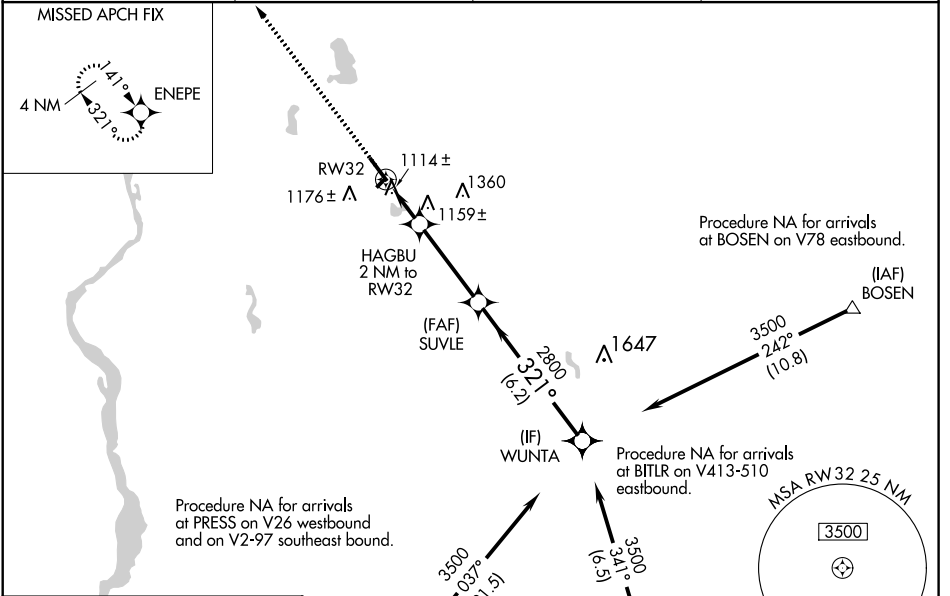 MISSED APCH FIX
4 NM
141°
321°
ENEPE
RW32
1114 ±
1176 ±
1360
1159 ±
HAGBU
2 NM to
RW32
Procedure NA for arrivals
at BOSEN on V78 eastbound.
(IAF)
BOSEN
3500
242°
(10.8)
(FAF)
SUVLE
1647
2800
321°
(6.2)
(IF)
WUNTA
Procedure NA for arrivals
at BITLR on V413-510
eastbound.
Procedure NA for arrivals
at PRESS on V26 westbound
and on V2-97 southeast bound.
3500
037°
3500
341°
(6.5)
MSA RW32 25 NM
3500